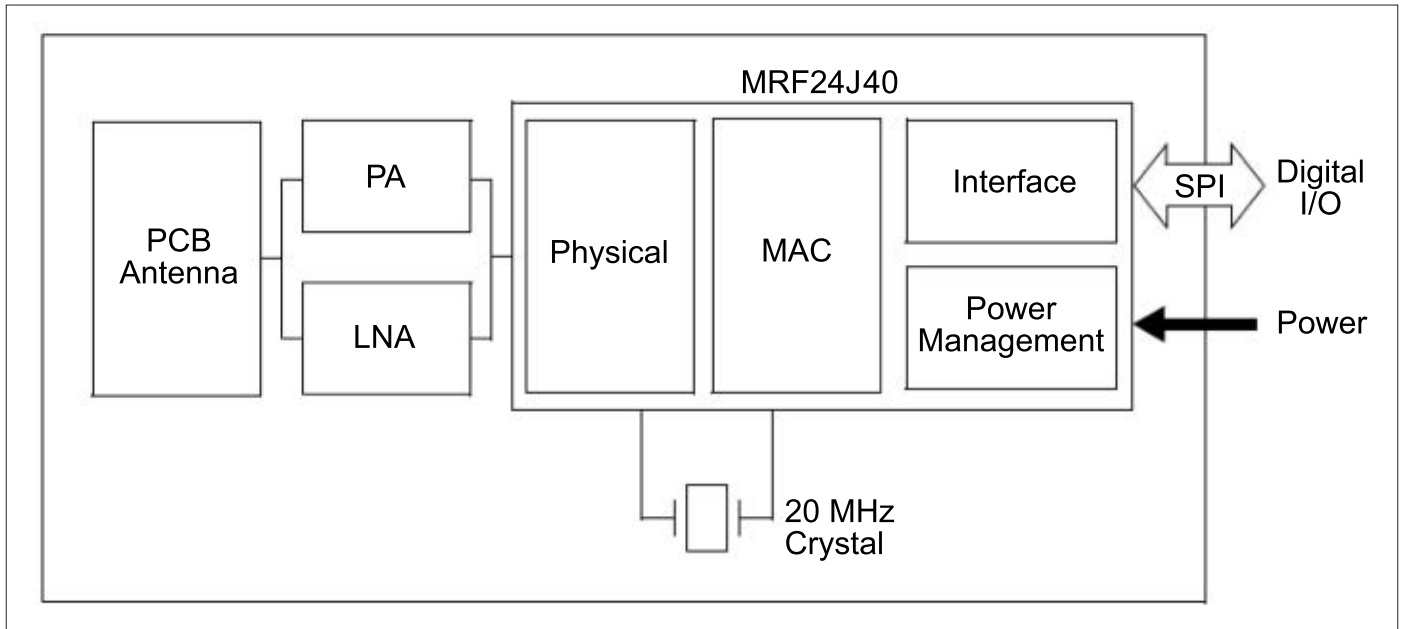 MRF24J40
PCB
Antenna
PA
LNA
Physical
MAC
Interface
Power
Management
SPI
Digital
I/O
Power
20 MHz
Crystal